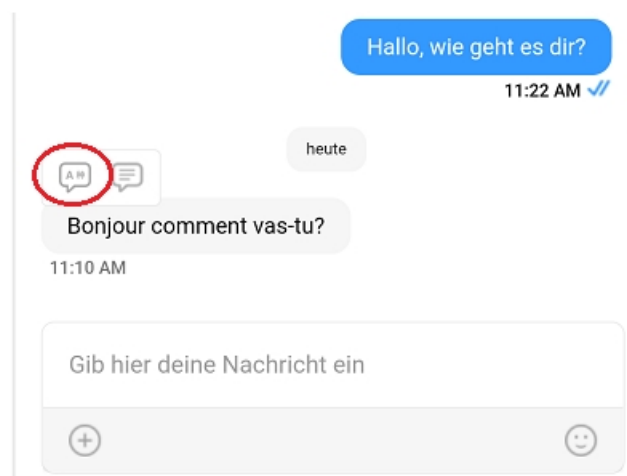 Hallo, wie geht es dir?
11:22 AM
heute
Bonjour comment vas-tu?
11:10 AM
Gib hier deine Nachricht ein